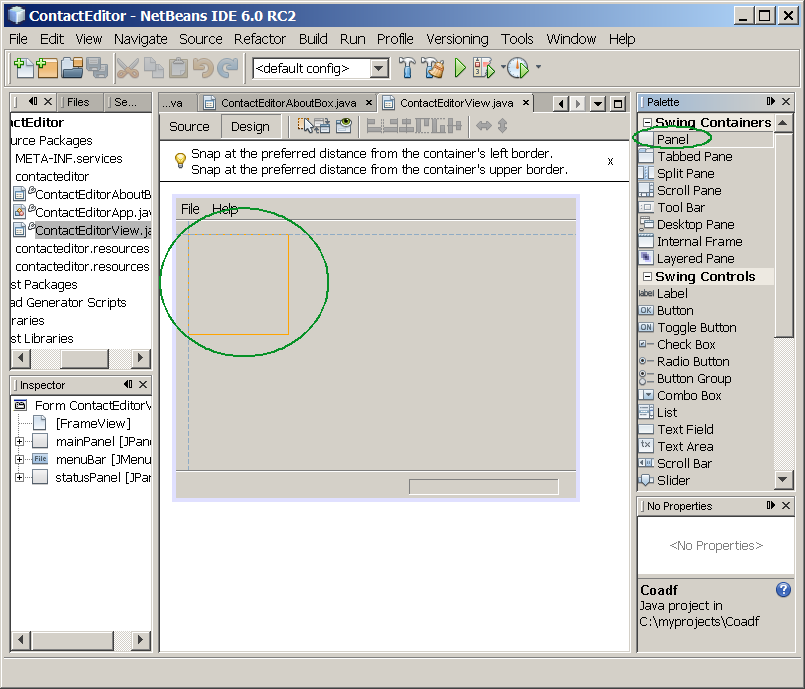 ContactEditor - NetBeans IDE 6.0 RC2
File Edit View Navigate Source Refactor Build Run Profile Versioning Tools Window Help
<default config>
Files Se...
ntactEditor
urce Packages
META-INF.services
contacteditor
ContactEditorAboutB
ContactEditorApp.jav
ContactEditorView.ja
contacteditor.resources
contacteditor.resources
st Packages
ad Generator Scripts
raries
st Libraries
Inspector
Form ContactEditorV
[FrameView]
mainPanel [JPan
File menuBar [JMenu
statusPanel [JPar
...va ContactEditorAboutBox.java x ContactEditorView.java x
Source Design
Snap at the preferred distance from the container's left border.
Snap at the preferred distance from the container's upper border.
x
File Help
Palette
Swing Containers
Panel
Tabbed Pane
Split Pane
Scroll Pane
Tool Bar
Desktop Pane
Internal Frame
Layered Pane
Swing Controls
label Label
OK Button
ON Toggle Button
Check Box
Radio Button
Button Group
Combo Box
List
Text Field
tx Text Area
Scroll Bar
Slider
No Properties
<No Properties>
Coadf
Java project in
C:\myprojects\Coadf